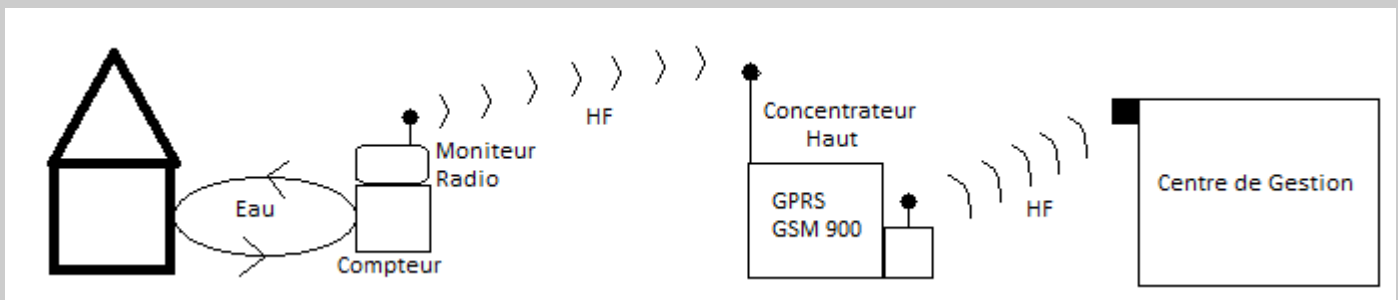 HF
Concentrateur
Haut
Moniteur
Radio
Eau
Compteur
GPRS
GSM 900
HF
Centre de Gestion